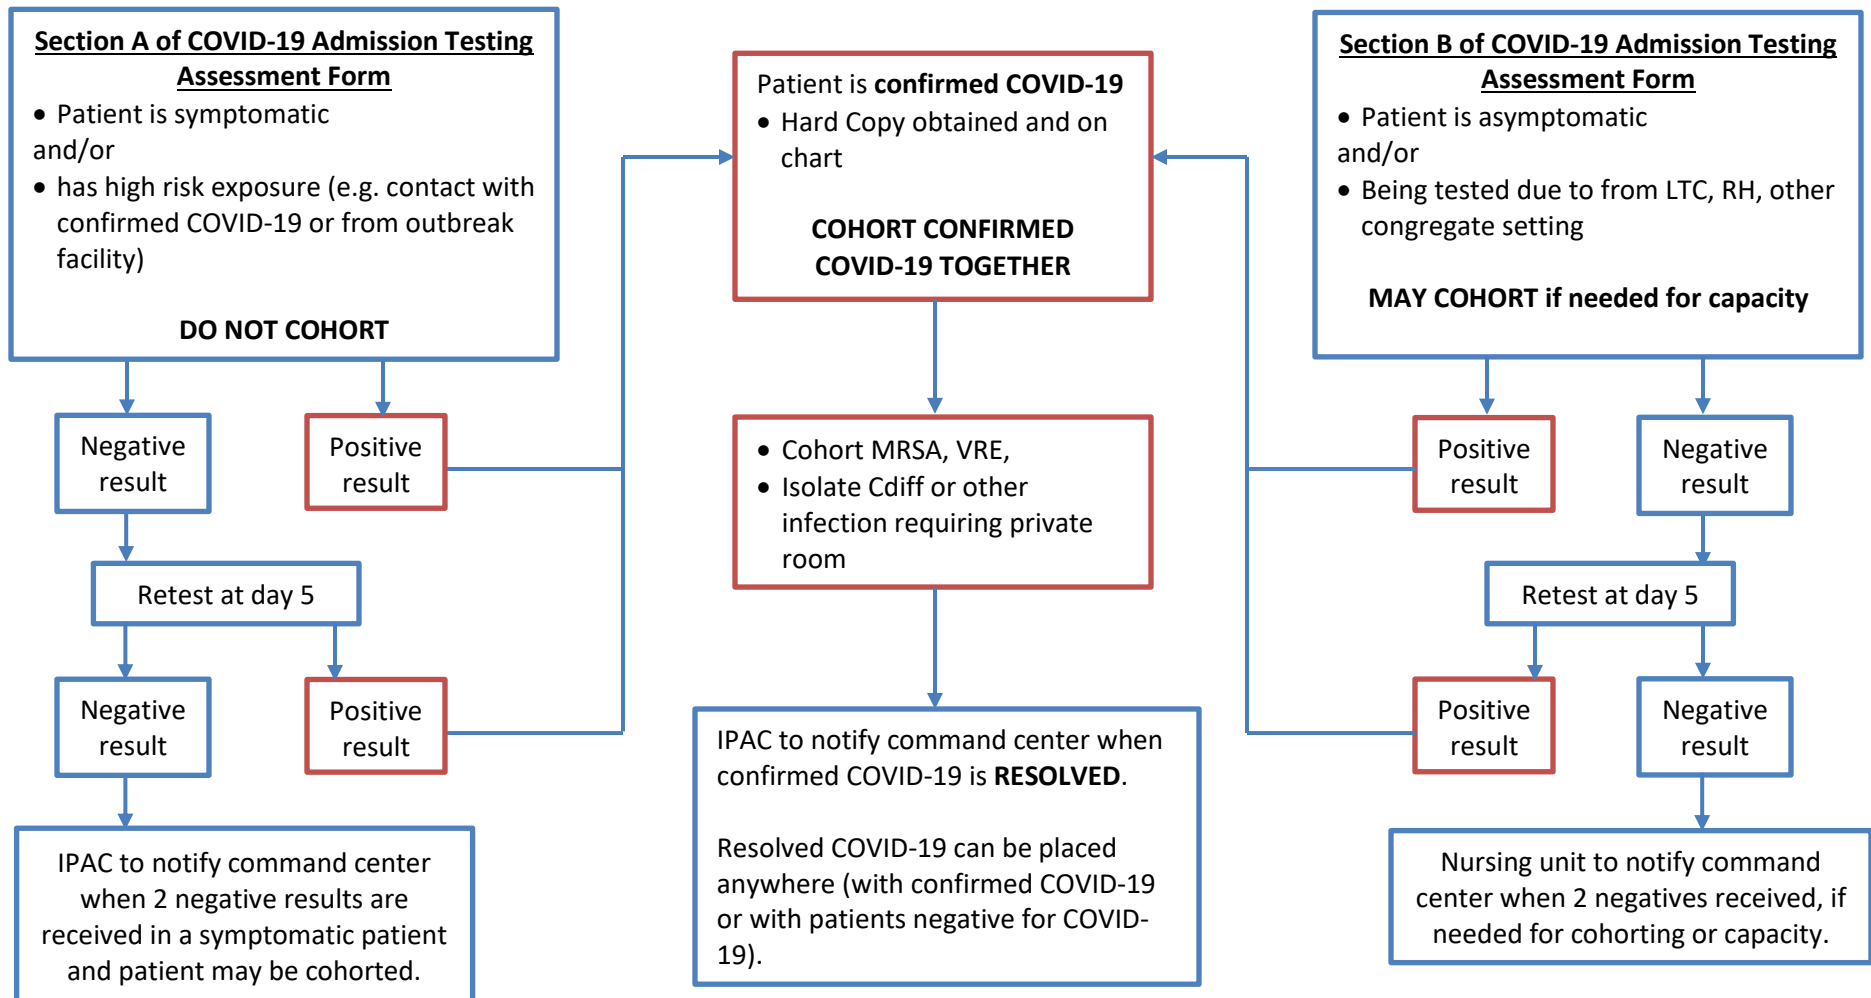 Section A of COVID-19 Admission Testing
Assessment Form
• Patient is symptomatic
and/or
• has high risk exposure (e.g. contact with
confirmed COVID-19 or from outbreak
facility)
DO NOT COHORT
Negative
result
Positive
result
Retest at day 5
Negative
result
Positive
result
IPAC to notify command center
when 2 negative results are
received in a symptomatic patient
and patient may be cohorted.
Patient is confirmed COVID-19
• Hard Copy obtained and on
chart
COHORT CONFIRMED
COVID-19 TOGETHER
• Cohort MRSA, VRE,
• Isolate Cdiff or other
infection requiring private
room
IPAC to notify command center when
confirmed COVID-19 is RESOLVED.
Resolved COVID-19 can be placed
anywhere (with confirmed COVID-19
or with patients negative for COVID-
19).
Section B of COVID-19 Admission Testing
Assessment Form
• Patient is asymptomatic
and/or
• Being tested due to from LTC, RH, other
congregate setting
MAY COHORT if needed for capacity
Positive
result
Negative
result
Retest at day 5
Positive
result
Negative
result
Nursing unit to notify command
center when 2 negatives received, if
needed for cohorting or capacity.